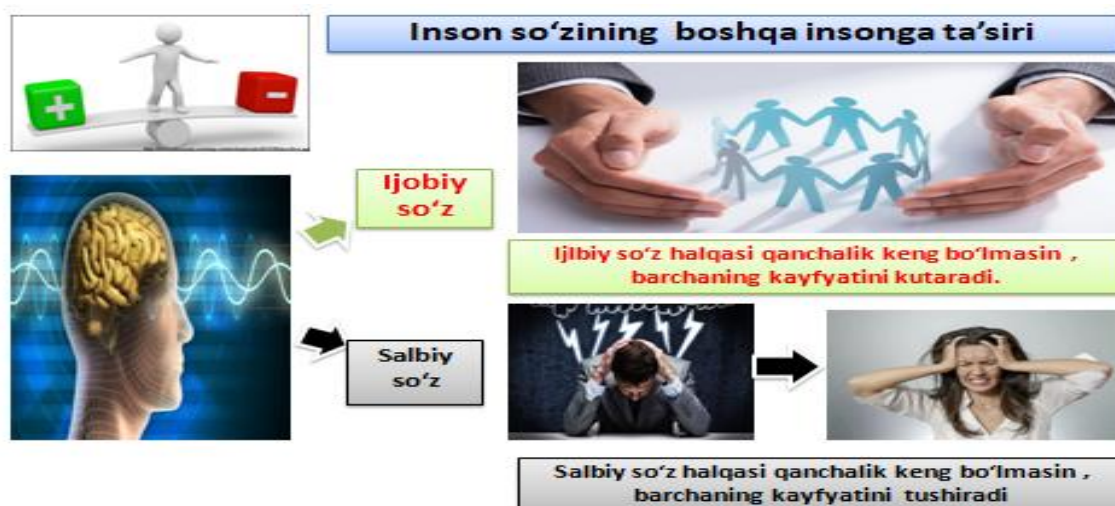 Inson so‘zining boshqa insonga ta’siri
+
-
Ijobiy
so‘z
Ijlbiy so‘z halqasi qanchalik keng bo‘lmasin ,
barchaning kayfyatini kutaradi.
Salbiy
so‘z
Salbiy so‘z halqasi qanchalik keng bo‘lmasin ,
barchaning kayfyatini tushiradi